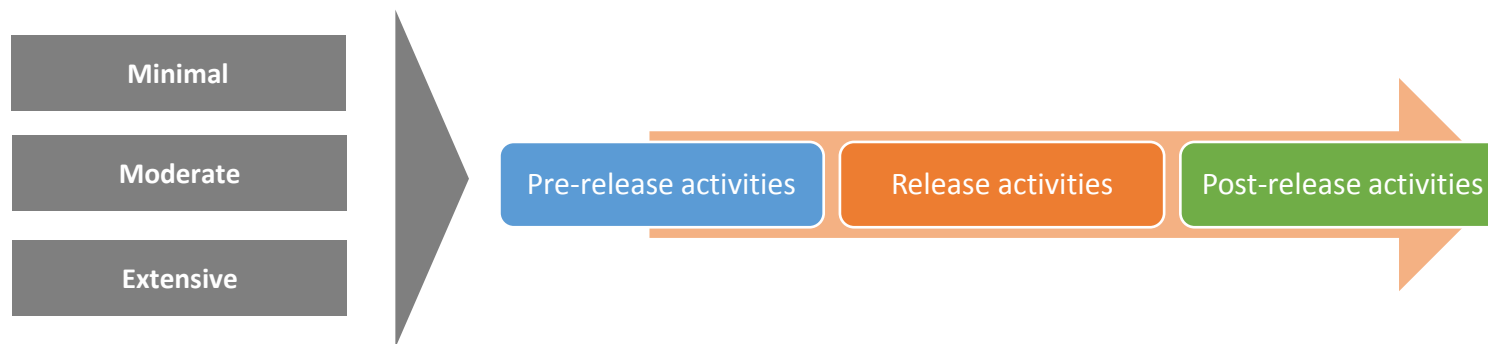 Minimal
Moderate
Extensive
Pre-release activities
Release activities
Post-release activities